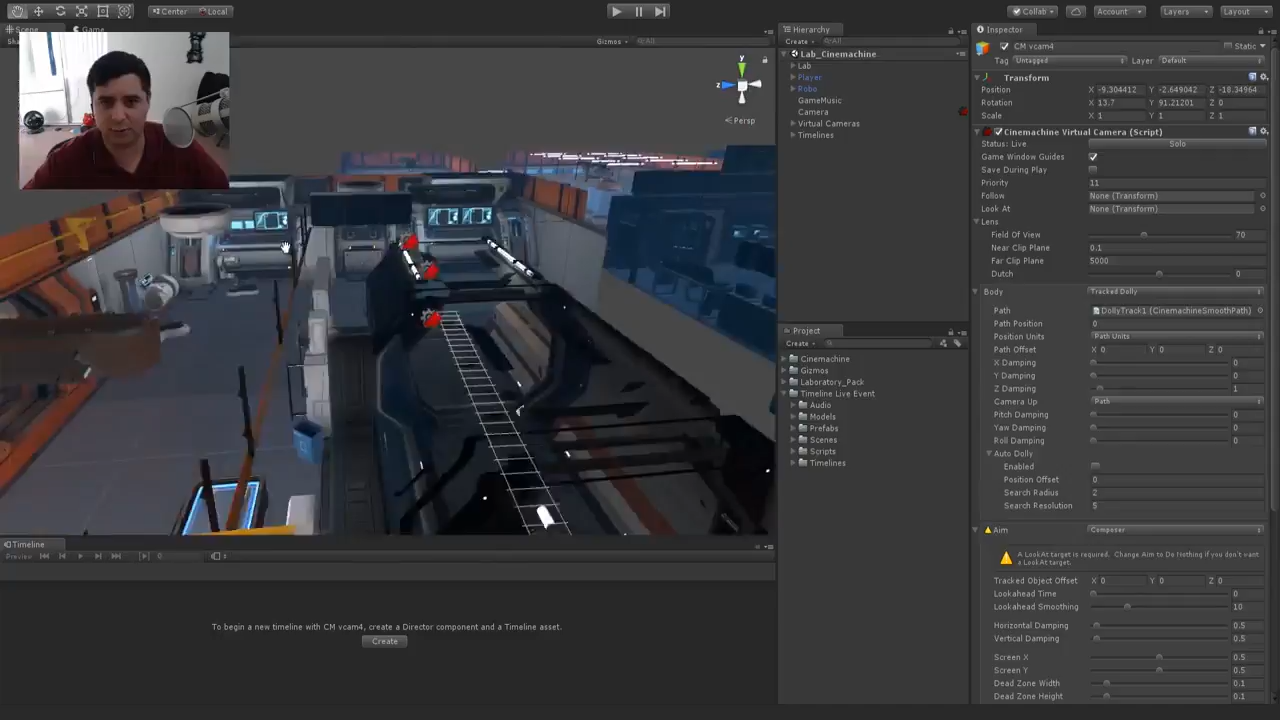 Center Local
Collab Account Layers Layout
Scene Game
Gizmos All
y
z
Persp
Hierarchy
Create All
Lab_Cinemachine
Lab
Player
Robo
GameMusic
Camera
Virtual Cameras
Timelines
Project
Create
Cinemachine
Gizmos
Laboratory_Pack
Timeline Live Event
Audio
Models
Prefabs
Scenes
Scripts
Timelines
Inspector
CM vcam4 Static
Tag Untagged Layer Default
Transform
Position X -9.304412 Y -2.649042 Z -18.34964
Rotation X 13.7 Y 91.21201 Z 0
Scale X 1 Y 1 Z 1
Cinemachine Virtual Camera (Script)
Status: Live Solo
Game Window Guides
Save During Play
Priority 11
Follow None (Transform)
Look At None (Transform)
Lens
Field Of View 70
Near Clip Plane 0.1
Far Clip Plane 5000
Dutch 0
Body Tracked Dolly
Path DollyTrack1 (CinemachineSmoothPath)
Path Position 0
Position Units Path Units
Path Offset X 0 Y 0 Z 0
X Damping 0
Y Damping 0
Z Damping 1
Camera Up Path
Pitch Damping 0
Yaw Damping 0
Roll Damping 0
Auto Dolly
Enabled
Position Offset 0
Search Radius 2
Search Resolution 5
Aim Composer
A LookAt target is required. Change Aim to Do Nothing if you don't want
a LookAt target.
Tracked Object Offset X 0 Y 0 Z 0
Lookahead Time 0
Lookahead Smoothing 10
Horizontal Damping 0.5
Vertical Damping 0.5
Screen X 0.5
Screen Y 0.5
Dead Zone Width 0.1
Dead Zone Height 0.1
Timeline
Preview 0
To begin a new timeline with CM vcam4, create a Director component and a Timeline asset.
Create